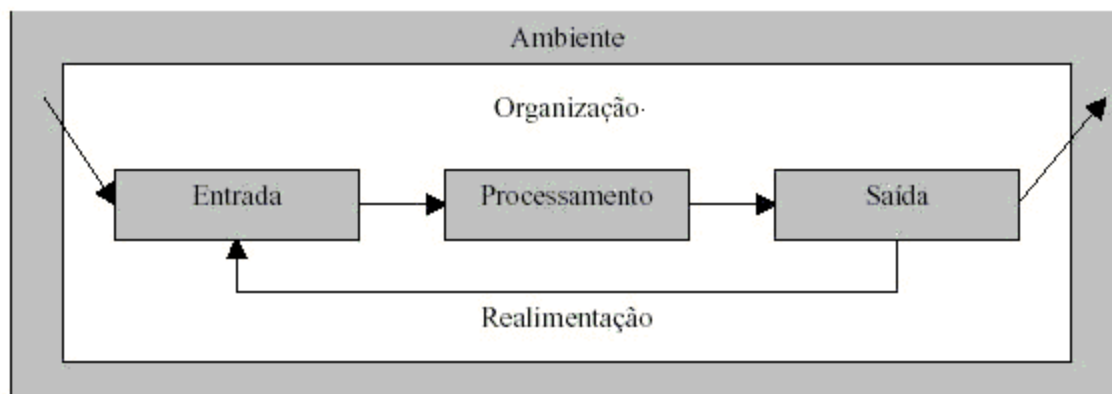 Ambiente
Organização
Entrada
Processamento
Saída
Realimentação